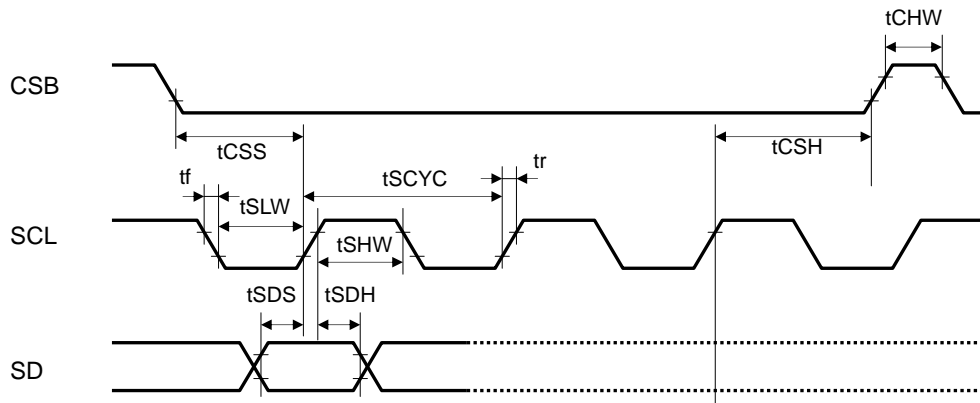 tCHW
CSB
tCSS
tCSH
tf
tSCYC
tr
tSLW
SCL
tSHW
tSDS
tSDH
SD